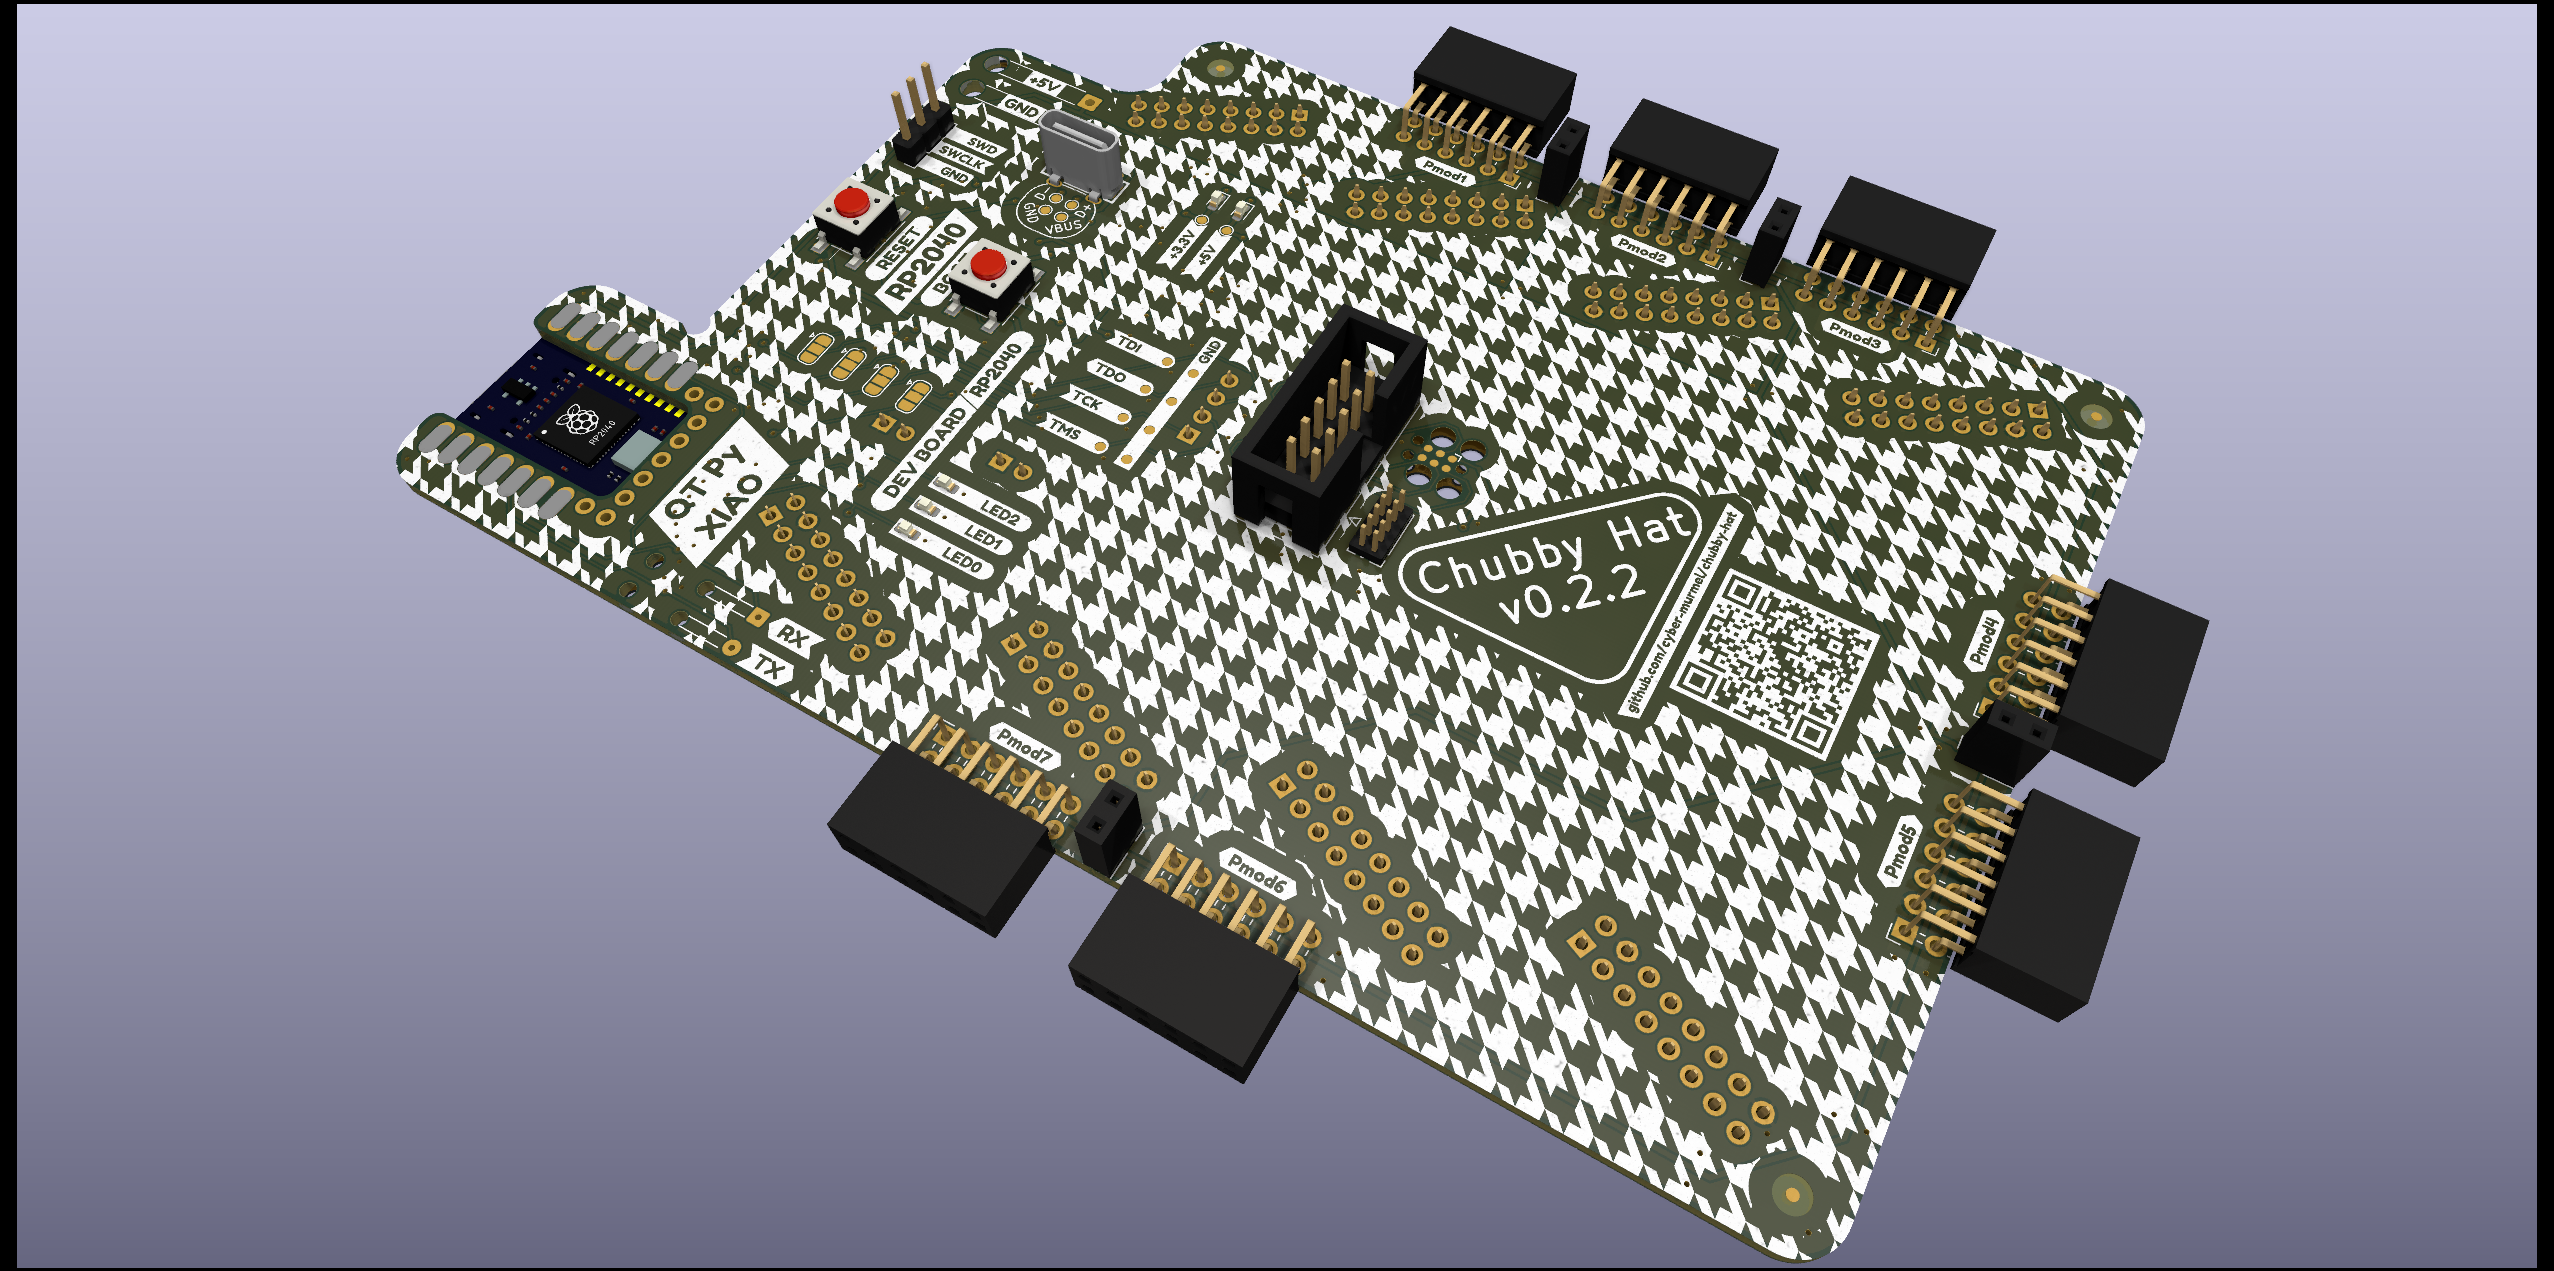 +5V
GND
SWD
SWCLK
GND
RESET
RP2040
D-
D+
GND
VBUS
+3.3V
+5V
Pmod1
Pmod2
Pmod3
RP2040
QT Py
XIAO
DEV BOARD / RP2040
TDI
TDO
TCK
TMS
GND
LED2
LED1
LED0
RX
TX
Chubby Hat
v0.2.2
github.com/cyber-murmel/chubby-hat
Pmod4
Pmod5
Pmod6
Pmod7